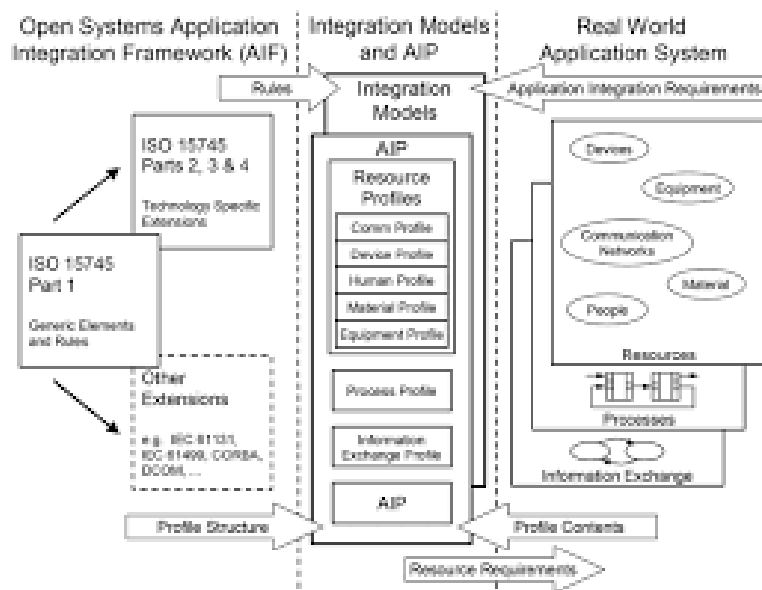 Open Systems Application
Integration Framework (AIF)
Integration Models
and AIP
Real World
Application System
Rules
Application Integration Requirements
Integration
Models
ISO 15745
Parts 2, 3 & 4
Technology Specific
Extensions
ISO 15745
Part 1
Generic Elements
and Rules
Other
Extensions
e.g. IEC 61131,
IEC 61499, CORBA,
DCOM, ...
AIP
Resource
Profiles
Comm Profile
Device Profile
Human Profile
Material Profile
Equipment Profile
Process Profile
Information
Exchange Profile
AIP
Devices
Equipment
Communication
Networks
Material
People
Resources
Processes
Information Exchange
Profile Structure
Profile Contents
Resource Requirements